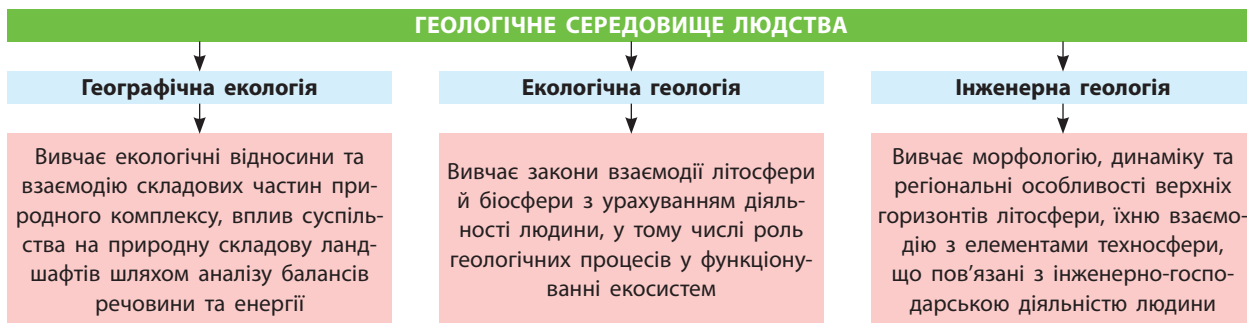 ГЕОЛОГІЧНЕ СЕРЕДОВИЩЕ ЛЮДСТВА
Географічна екологія
Вивчає екологічні відносини та
взаємодію складових частин при-
родного комплексу, вплив суспіль-
ства на природну складову ланд-
шафтів шляхом аналізу балансів
речовини та енергії
Екологічна геологія
Вивчає закони взаємодії літосфери
й біосфери з урахуванням діяль-
ності людини, у тому числі роль
геологічних процесів у функціону-
ванні екосистем
Інженерна геологія
Вивчає морфологію, динаміку та
регіональні особливості верхніх
горизонтів літосфери, їхню взаємо-
дію з елементами техносфери,
що пов’язані з інженерно-госпо-
дарською діяльністю людини